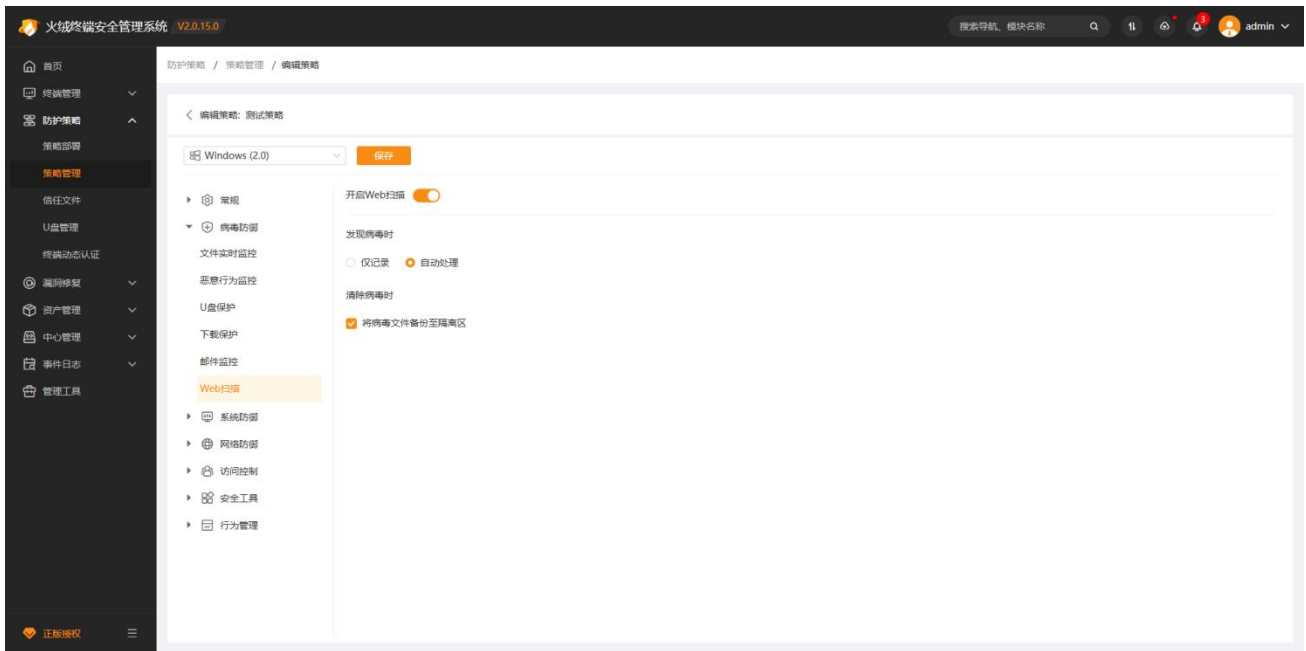 火绒终端安全管理系统 V2.0.15.0
搜索导航、模块名称
3
admin
首页
终端管理
防护策略
策略部署
策略管理
信任文件
U盘管理
终端动态认证
漏洞修复
资产管理
中心管理
事件日志
管理工具
正版授权
防护策略 / 策略管理 / 编辑策略
编辑策略: 测试策略
Windows (2.0)
保存
常规
病毒防御
文件实时监控
恶意行为监控
U盘保护
下载保护
邮件监控
Web扫描
系统防御
网络防御
访问控制
安全工具
行为管理
开启Web扫描
发现病毒时
仅记录 自动处理
清除病毒时
将病毒文件备份至隔离区